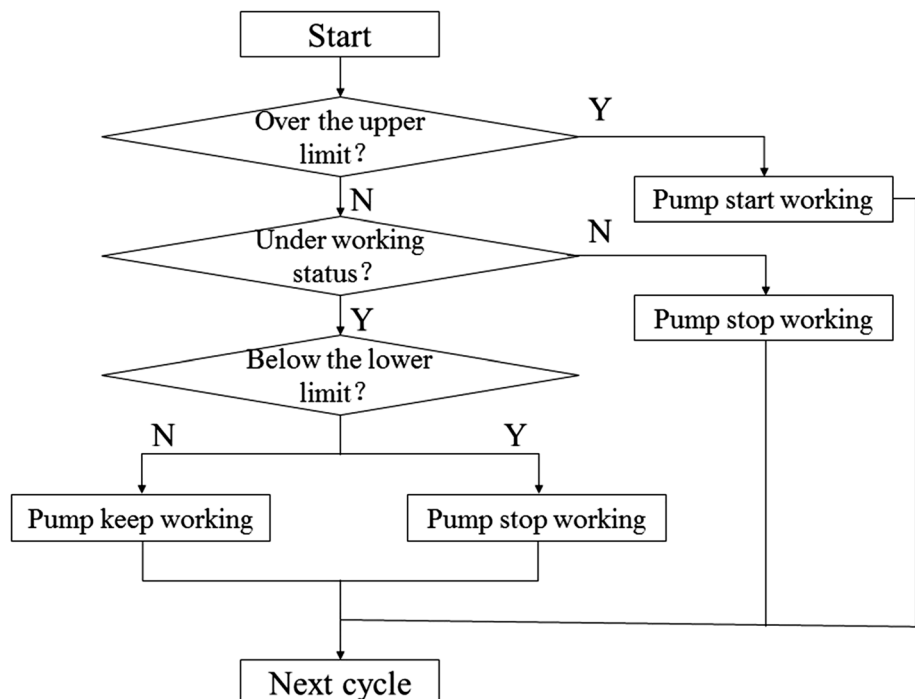 Start
Over the upper
limit?
Y
Pump start working
N
Under working
status?
N
Pump stop working
Y
Below the lower
limit?
N
Y
Pump keep working
Pump stop working
Next cycle